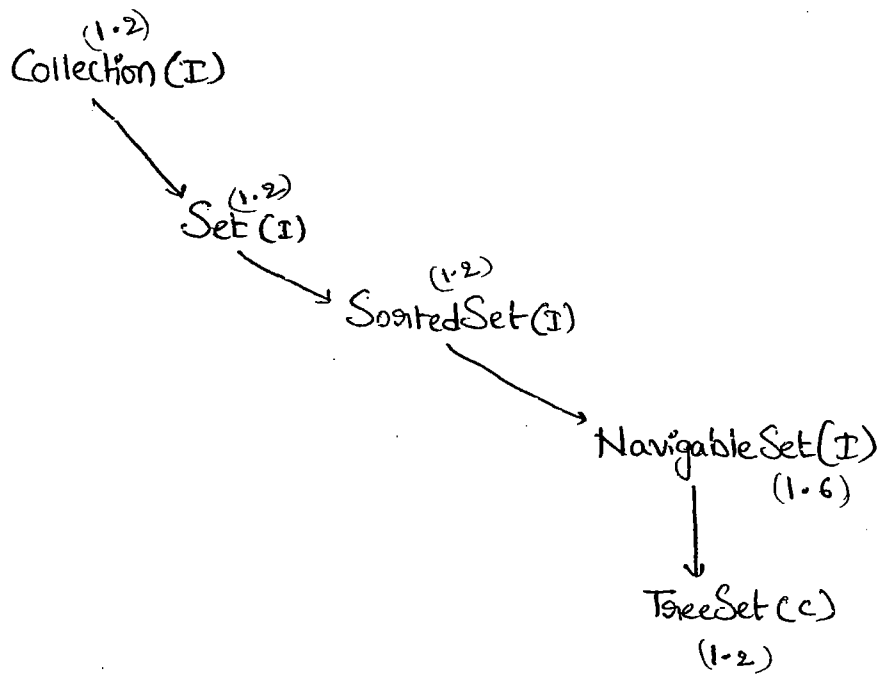 (1.2)
Collection (I)
(1.2)
Set (I)
(1.2)
SortedSet (I)
NavigableSet (I)
(1.6)
TreeSet (C)
(1.2)